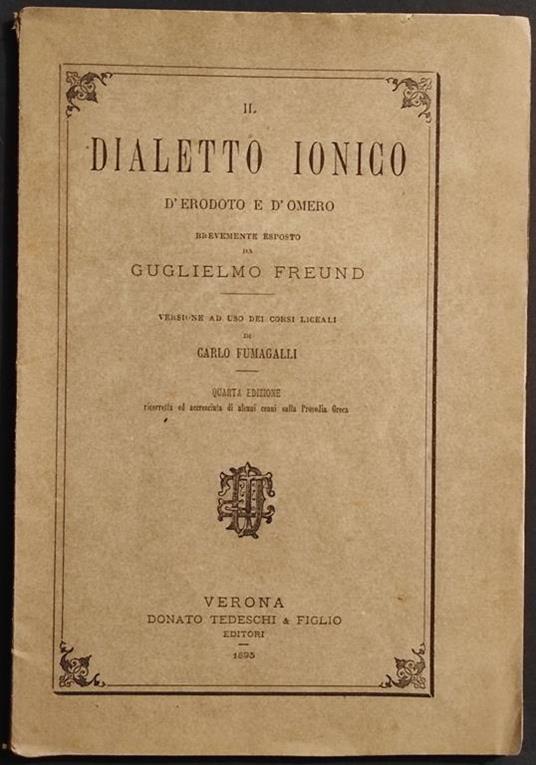 IL
DIALETTO IONICO
D'ERODOTO E D'OMERO
BREVEMENTE ESPOSTO
DA
GUGLIELMO FREUND
VERSIONE AD USO DEI CORSI LICEALI
DI
CARLO FUMAGALLI
QUARTA EDIZIONE
ricorretta ed accresciuta di alcuni cenni sulla Prosodia Greca
VERONA
DONATO TEDESCHI & FIGLIO
EDITORI
1895